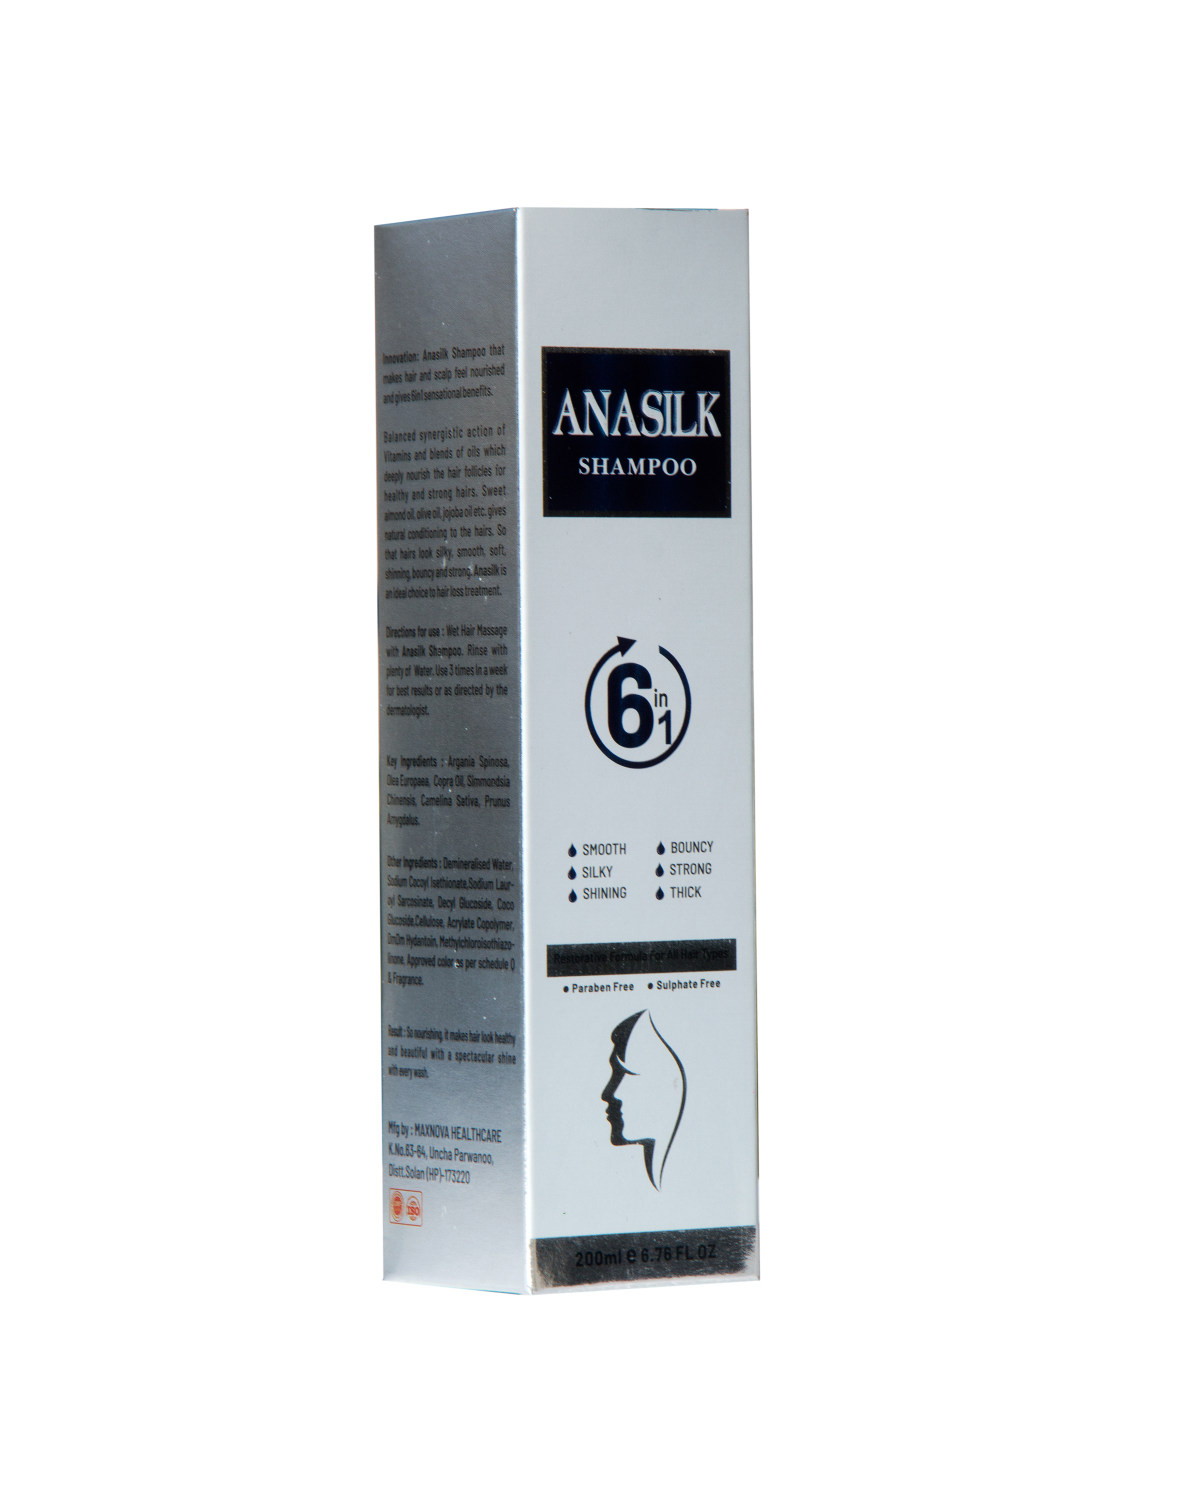 Innovation: Anasilk Shampoo that
makes hair and scalp feel nourished
and gives 6in1 sensational benefits.
Balanced synergistic action of
Vitamins and blends of oils which
deeply nourish the hair follicles for
healthy and strong hairs. Sweet
almond oil, olive oil, jojoba oil etc. gives
natural conditioning to the hairs. So
that hairs look silky, smooth, soft,
shinning, bouncy and strong. Anasilk is
an ideal choice to hair loss treatment.
Directions for use : Wet Hair Massage
with Anasilk Shampoo. Rinse with
plenty of Water. Use 3 times in a week
for best results or as directed by the
dermatologist.
Key Ingredients : Argania Spinosa,
Olea Europaea, Copra Oil, Simmondsia
Chinensis, Camelina Sativa, Prunus
Amygdalus.
Other Ingredients : Demineralised Water,
Sodium Cocoyl Isethionate, Sodium Laur-
oyl Sarcosinate, Decyl Glucoside, Coco
Glucoside, Cellulose, Acrylate Copolymer,
DmDm Hydantoin, Methylchloroisothiazo-
linone, Approved color as per schedule Q
& Fragrance.
Result : So nourishing, it makes hair look healthy
and beautiful with a spectacular shine
with every wash.
Mfg by : MAXNOVA HEALTHCARE
K.No.63-64, Uncha Parwanoo,
Distt.Solan (HP)-173220
ISO
ANASILK
SHAMPOO
6 in 1
SMOOTH BOUNCY
SILKY STRONG
SHINING THICK
Restorative Formula For All Hair Types
• Paraben Free • Sulphate Free
200ml e 6.76 FL OZ